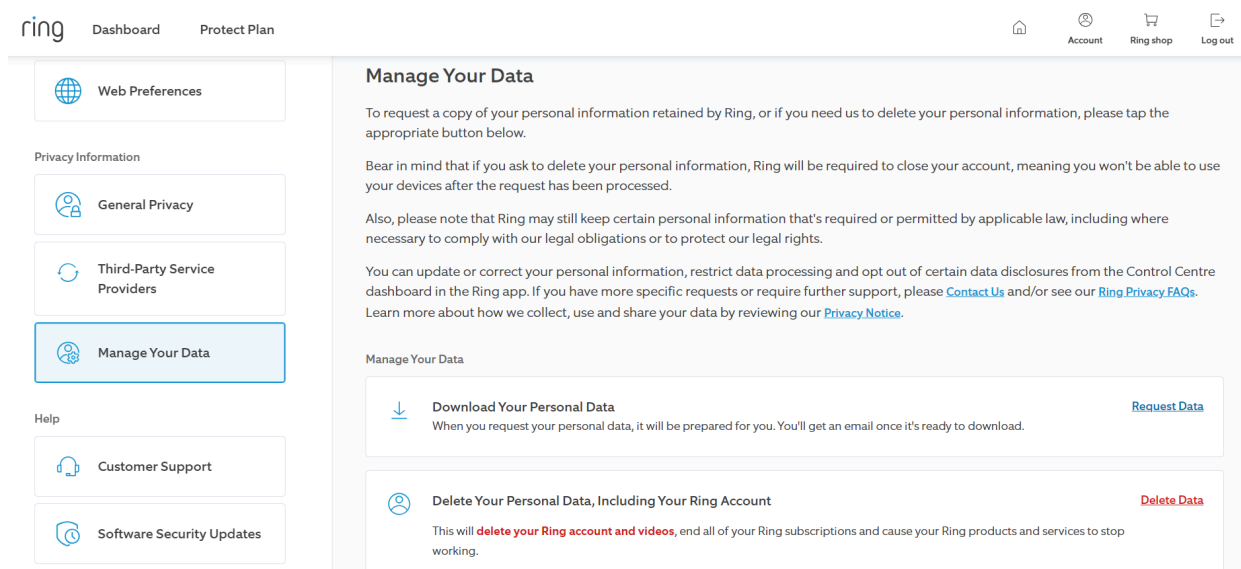 ring Dashboard Protect Plan Account Ring shop Log out
Web Preferences
Privacy Information
General Privacy
Third-Party Service
Providers
Manage Your Data
Help
Customer Support
Software Security Updates
Manage Your Data
To request a copy of your personal information retained by Ring, or if you need us to delete your personal information, please tap the
appropriate button below.
Bear in mind that if you ask to delete your personal information, Ring will be required to close your account, meaning you won't be able to use
your devices after the request has been processed.
Also, please note that Ring may still keep certain personal information that's required or permitted by applicable law, including where
necessary to comply with our legal obligations or to protect our legal rights.
You can update or correct your personal information, restrict data processing and opt out of certain data disclosures from the Control Centre
dashboard in the Ring app. If you have more specific requests or require further support, please Contact Us and/or see our Ring Privacy FAQs.
Learn more about how we collect, use and share your data by reviewing our Privacy Notice.
Manage Your Data
Download Your Personal Data Request Data
When you request your personal data, it will be prepared for you. You'll get an email once it's ready to download.
Delete Your Personal Data, Including Your Ring Account Delete Data
This will delete your Ring account and videos, end all of your Ring subscriptions and cause your Ring products and services to stop
working.